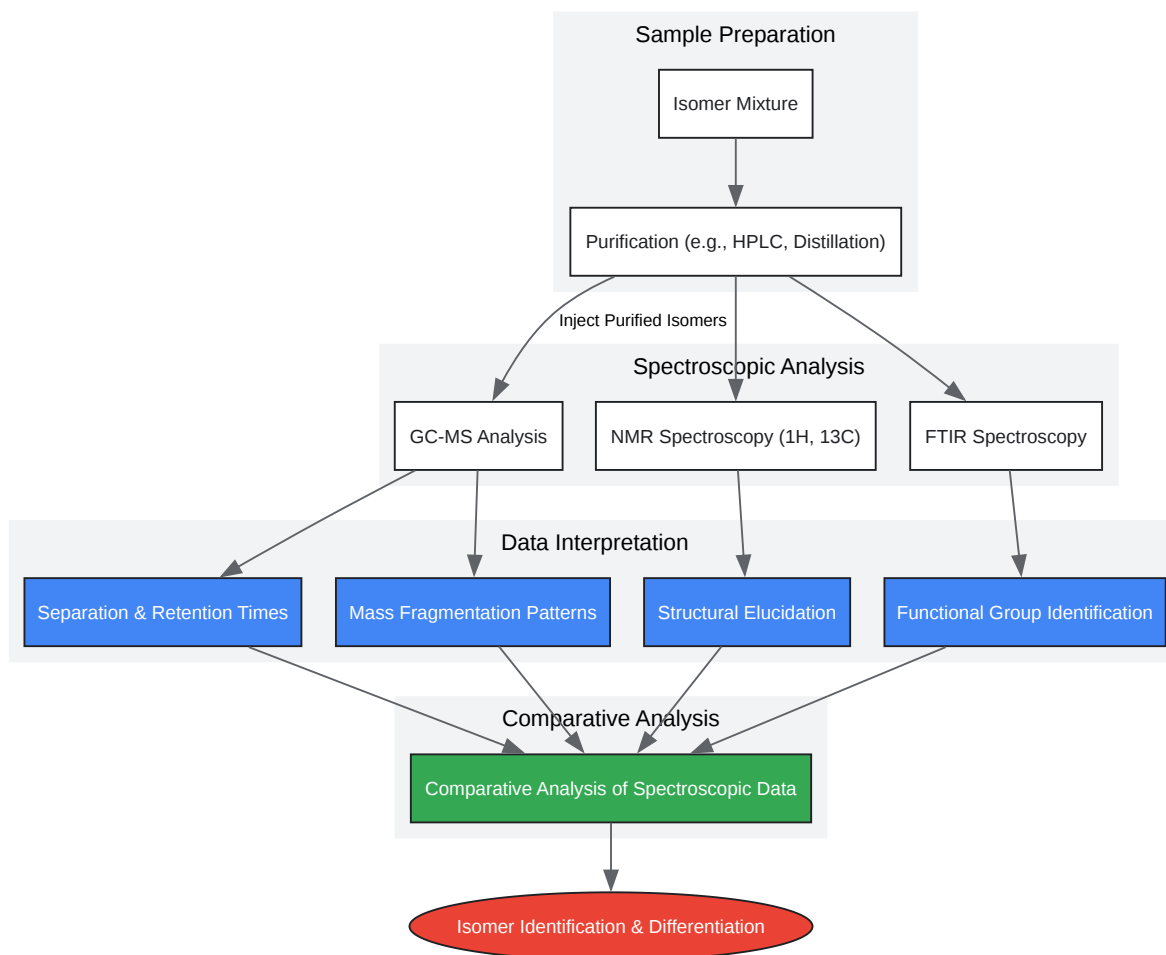 Sample Preparation
Isomer Mixture
Purification (e.g., HPLC, Distillation)
Inject Purified Isomers
Spectroscopic Analysis
GC-MS Analysis
NMR Spectroscopy (1H, 13C)
FTIR Spectroscopy
Data Interpretation
Separation & Retention Times
Mass Fragmentation Patterns
Structural Elucidation
Functional Group Identification
Comparative Analysis
Comparative Analysis of Spectroscopic Data
Isomer Identification & Differentiation